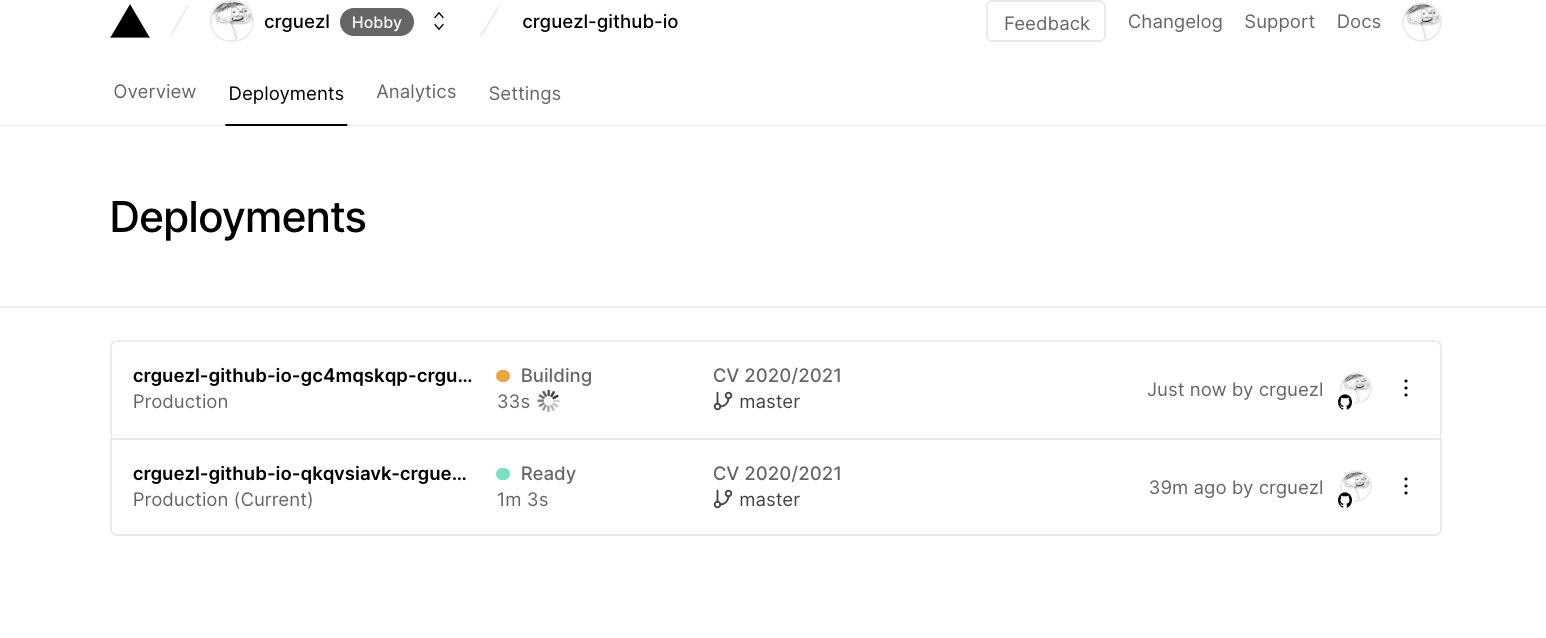 crguezl Hobby crguezl-github-io Feedback Changelog Support Docs
Overview Deployments Analytics Settings
Deployments
crguezl-github-io-gc4mqskqp-crgu... Building CV 2020/2021 Just now by crguezl
Production 33s master
crguezl-github-io-qkqvsiavk-crgue... Ready CV 2020/2021 39m ago by crguezl
Production (Current) 1m 3s master